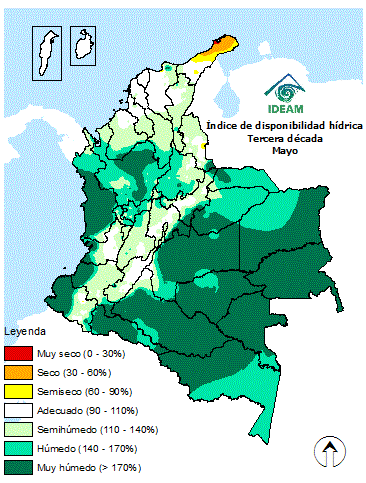 IDEAM
Índice de disponibilidad hídrica
Tercera década
Mayo
Leyenda
Muy seco (0 - 30%)
Seco (30 - 60%)
Semiseco (60 - 90%)
Adecuado (90 - 110%)
Semihúmedo (110 - 140%)
Húmedo (140 - 170%)
Muy húmedo (> 170%)